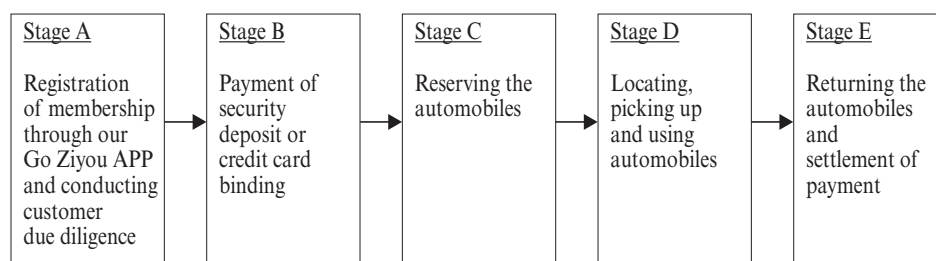 Stage A
Registration
of membership
through our
Go Ziyou APP
and conducting
customer
due diligence
Stage B
Payment of
security
deposit or
credit card
binding
Stage C
Reserving the
automobiles
Stage D
Locating,
picking up
and using
automobiles
Stage E
Returning the
automobiles
and
settlement of
payment